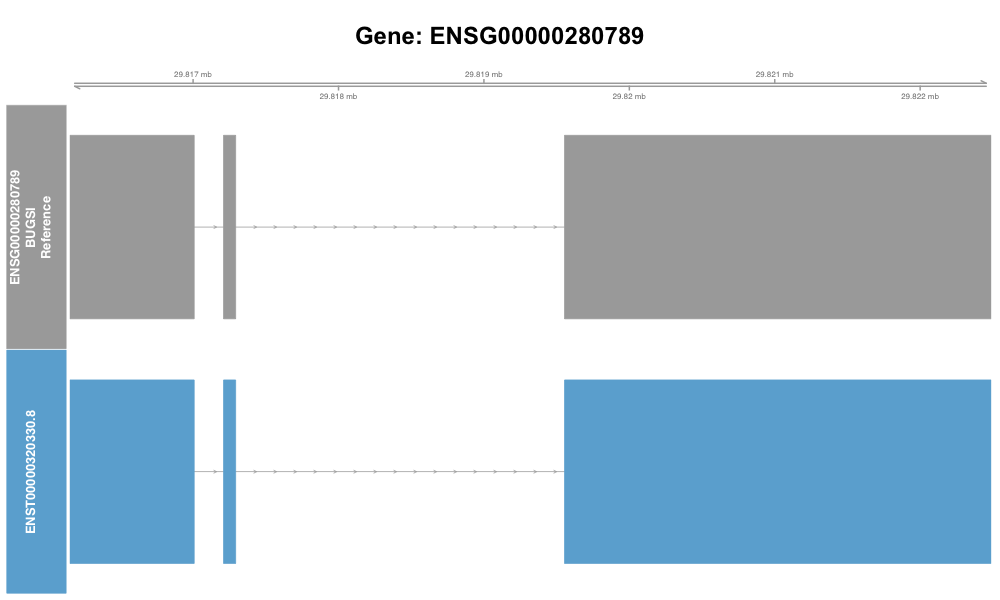 Gene: ENSG00000280789
29.817 mb
29.819 mb
29.821 mb
29.818 mb
29.82 mb
29.822 mb
ENSG00000280789
BUGSI
Reference
ENST00000320330.8